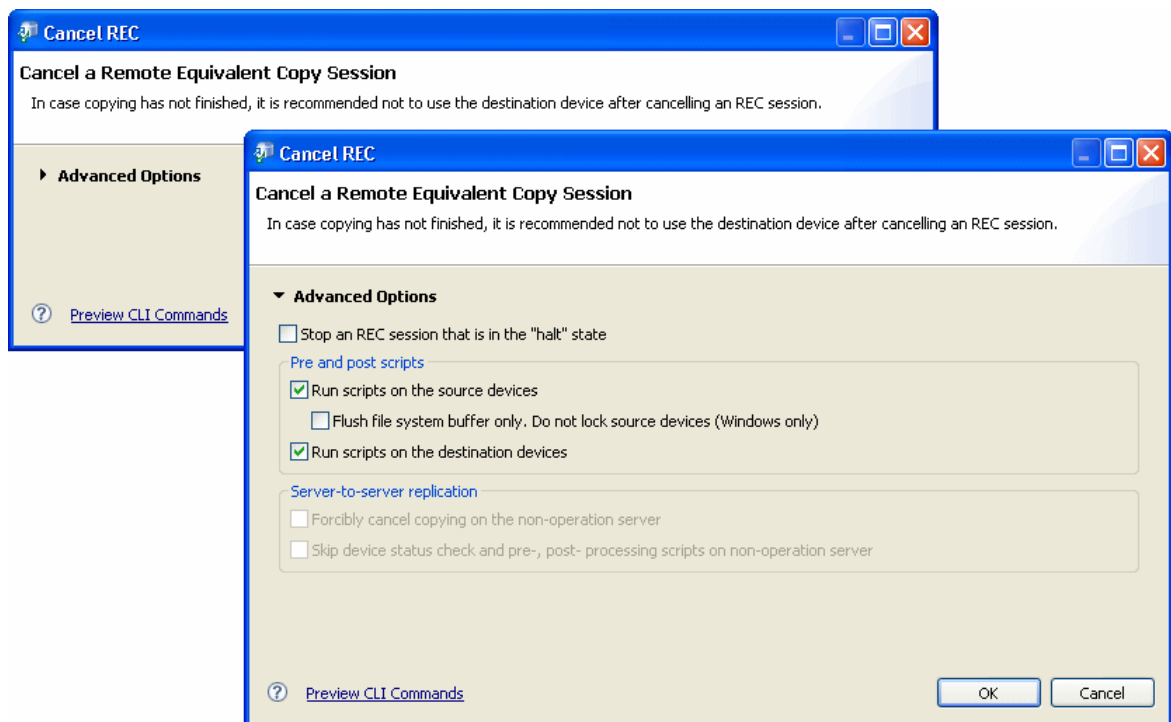 Cancel REC
Cancel a Remote Equivalent Copy Session
In case copying has not finished, it is recommended not to use the destination device after cancelling an REC session.
Advanced Options
? Preview CLI Commands
Cancel REC
Cancel a Remote Equivalent Copy Session
In case copying has not finished, it is recommended not to use the destination device after cancelling an REC session.
Advanced Options
Stop an REC session that is in the "halt" state
Pre and post scripts
Run scripts on the source devices
Flush file system buffer only. Do not lock source devices (Windows only)
Run scripts on the destination devices
Server-to-server replication
Forcibly cancel copying on the non-operation server
Skip device status check and pre-, post- processing scripts on non-operation server
? Preview CLI Commands OK Cancel